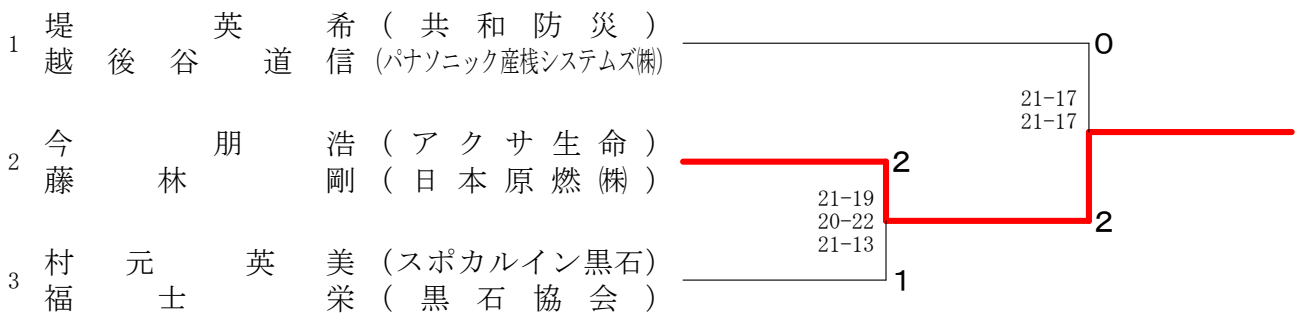 1 堤 英 希 ( 共 和 防 災 )
越 後 谷 道 信 (パナソニック産桟システムズ㈱)
0
21-17
21-17
2 今 朋 浩 ( ア ク サ 生 命 )
藤 林 剛 ( 日 本 原 燃 ㈱ )
2
21-19
20-22
21-13
2
3 村 元 英 美 (スポカルイン黒石)
福 士 栄 ( 黒 石 協 会 )
1